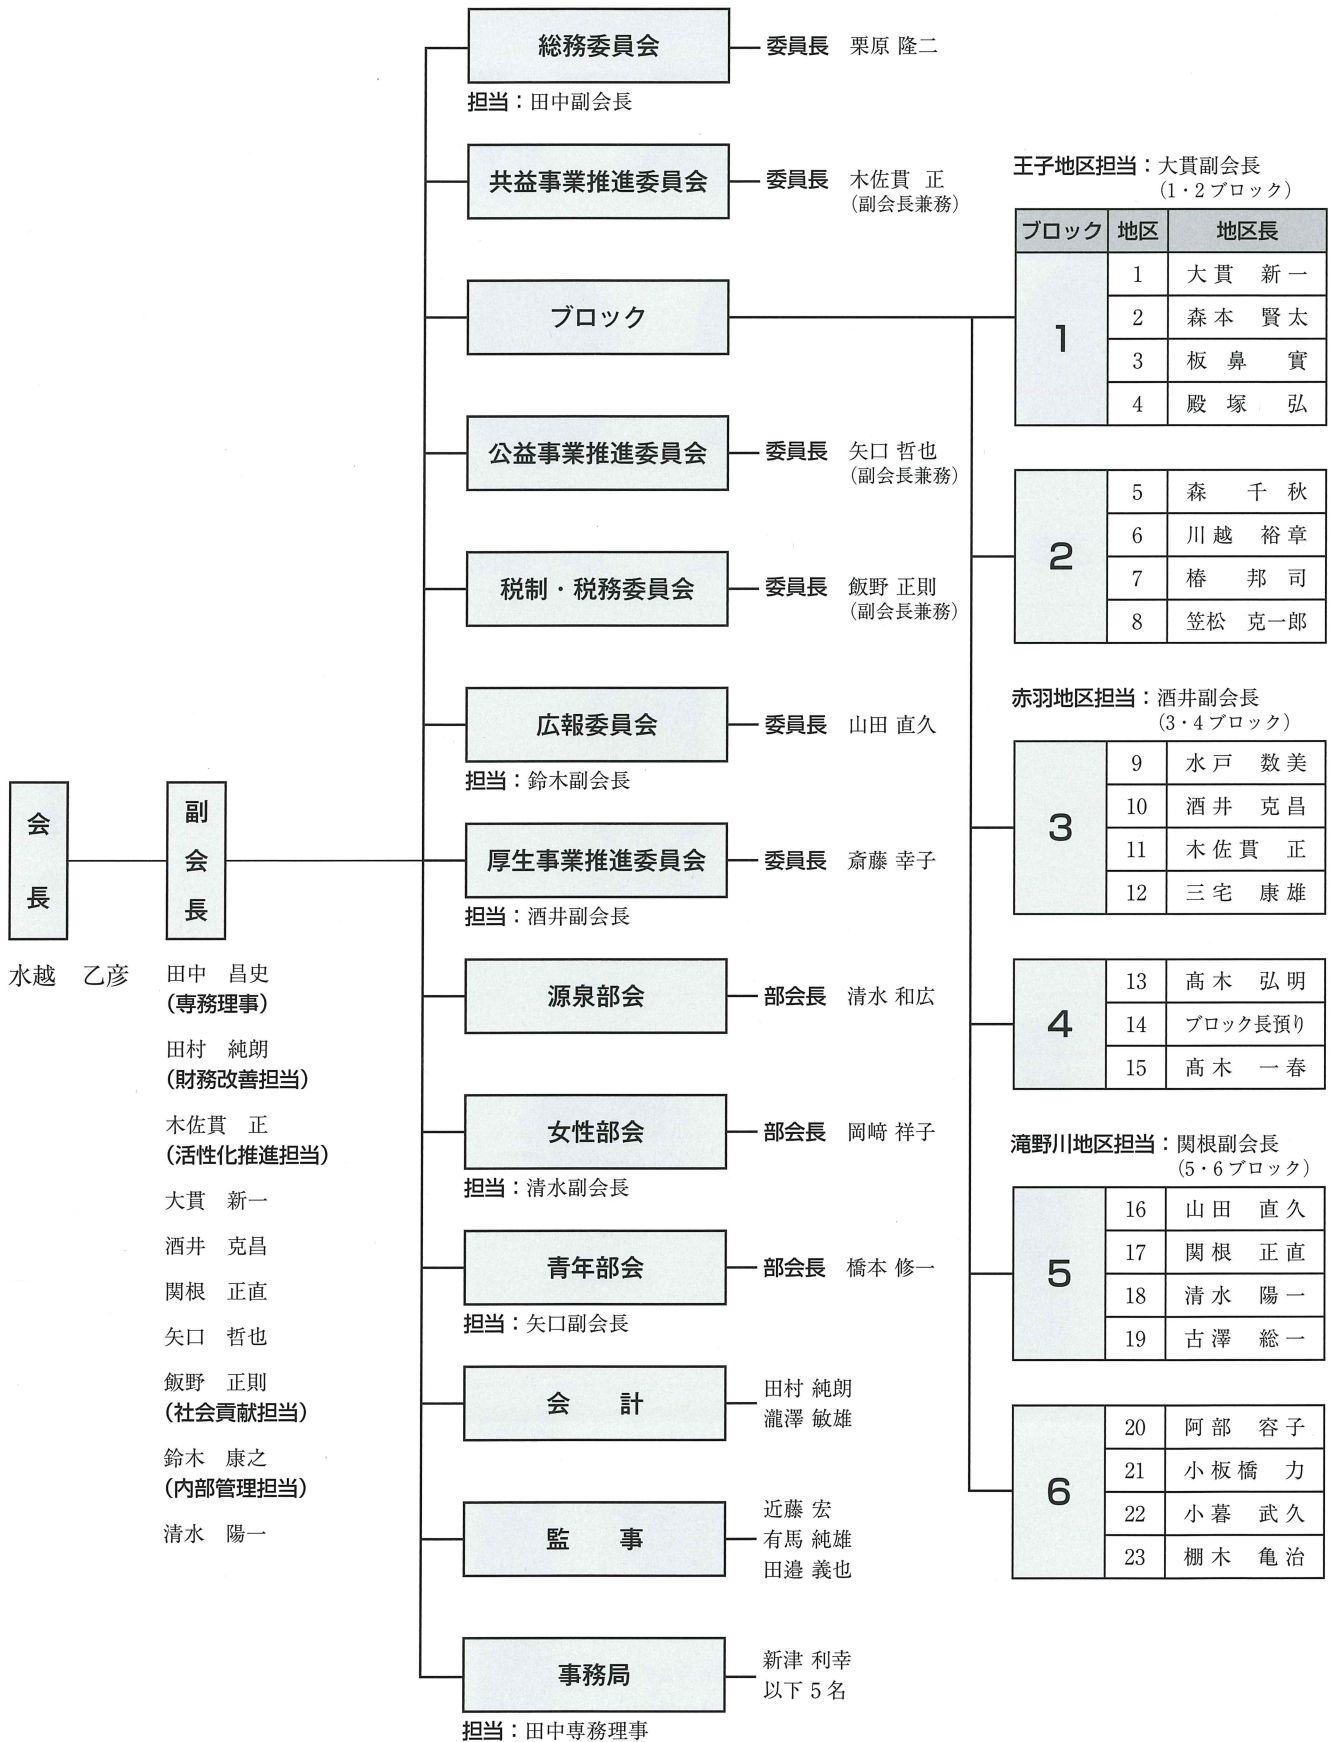 会長
水越 乙彦
副会長
田中 昌史
(専務理事)
田村 純朗
(財務改善担当)
木佐貫 正
(活性化推進担当)
大貫 新一
酒井 克昌
関根 正直
矢口 哲也
飯野 正則
(社会貢献担当)
鈴木 康之
(内部管理担当)
清水 陽一
総務委員会 委員長 栗原 隆二
担当：田中副会長
共益事業推進委員会 委員長 木佐貫 正
(副会長兼務)
ブロック
公益事業推進委員会 委員長 矢口 哲也
(副会長兼務)
税制・税務委員会 委員長 飯野 正則
(副会長兼務)
広報委員会 委員長 山田 直久
担当：鈴木副会長
厚生事業推進委員会 委員長 斎藤 幸子
担当：酒井副会長
源泉部会 部会長 清水 和広
女性部会 部会長 岡﨑 祥子
担当：清水副会長
青年部会 部会長 橋本 修一
担当：矢口副会長
会 計 田村 純朗
瀧澤 敏雄
監 事 近藤 宏
有馬 純雄
田邉 義也
事務局 新津 利幸
以下 5 名
担当：田中専務理事
王子地区担当：大貫副会長
(1・2 ブロック)
ブロック 地区 地区長
1
1 大貫 新一
2 森本 賢太
3 板鼻 實
4 殿塚 弘
2
5 森 千秋
6 川越 裕章
7 椿 邦司
8 笠松 克一郎
赤羽地区担当：酒井副会長
(3・4 ブロック)
3
9 水戸 数美
10 酒井 克昌
11 木佐貫 正
12 三宅 康雄
4
13 髙木 弘明
14 ブロック長預り
15 髙木 一春
滝野川地区担当：関根副会長
(5・6 ブロック)
5
16 山田 直久
17 関根 正直
18 清水 陽一
19 古澤 総一
6
20 阿部 容子
21 小板橋 力
22 小暮 武久
23 棚木 亀治